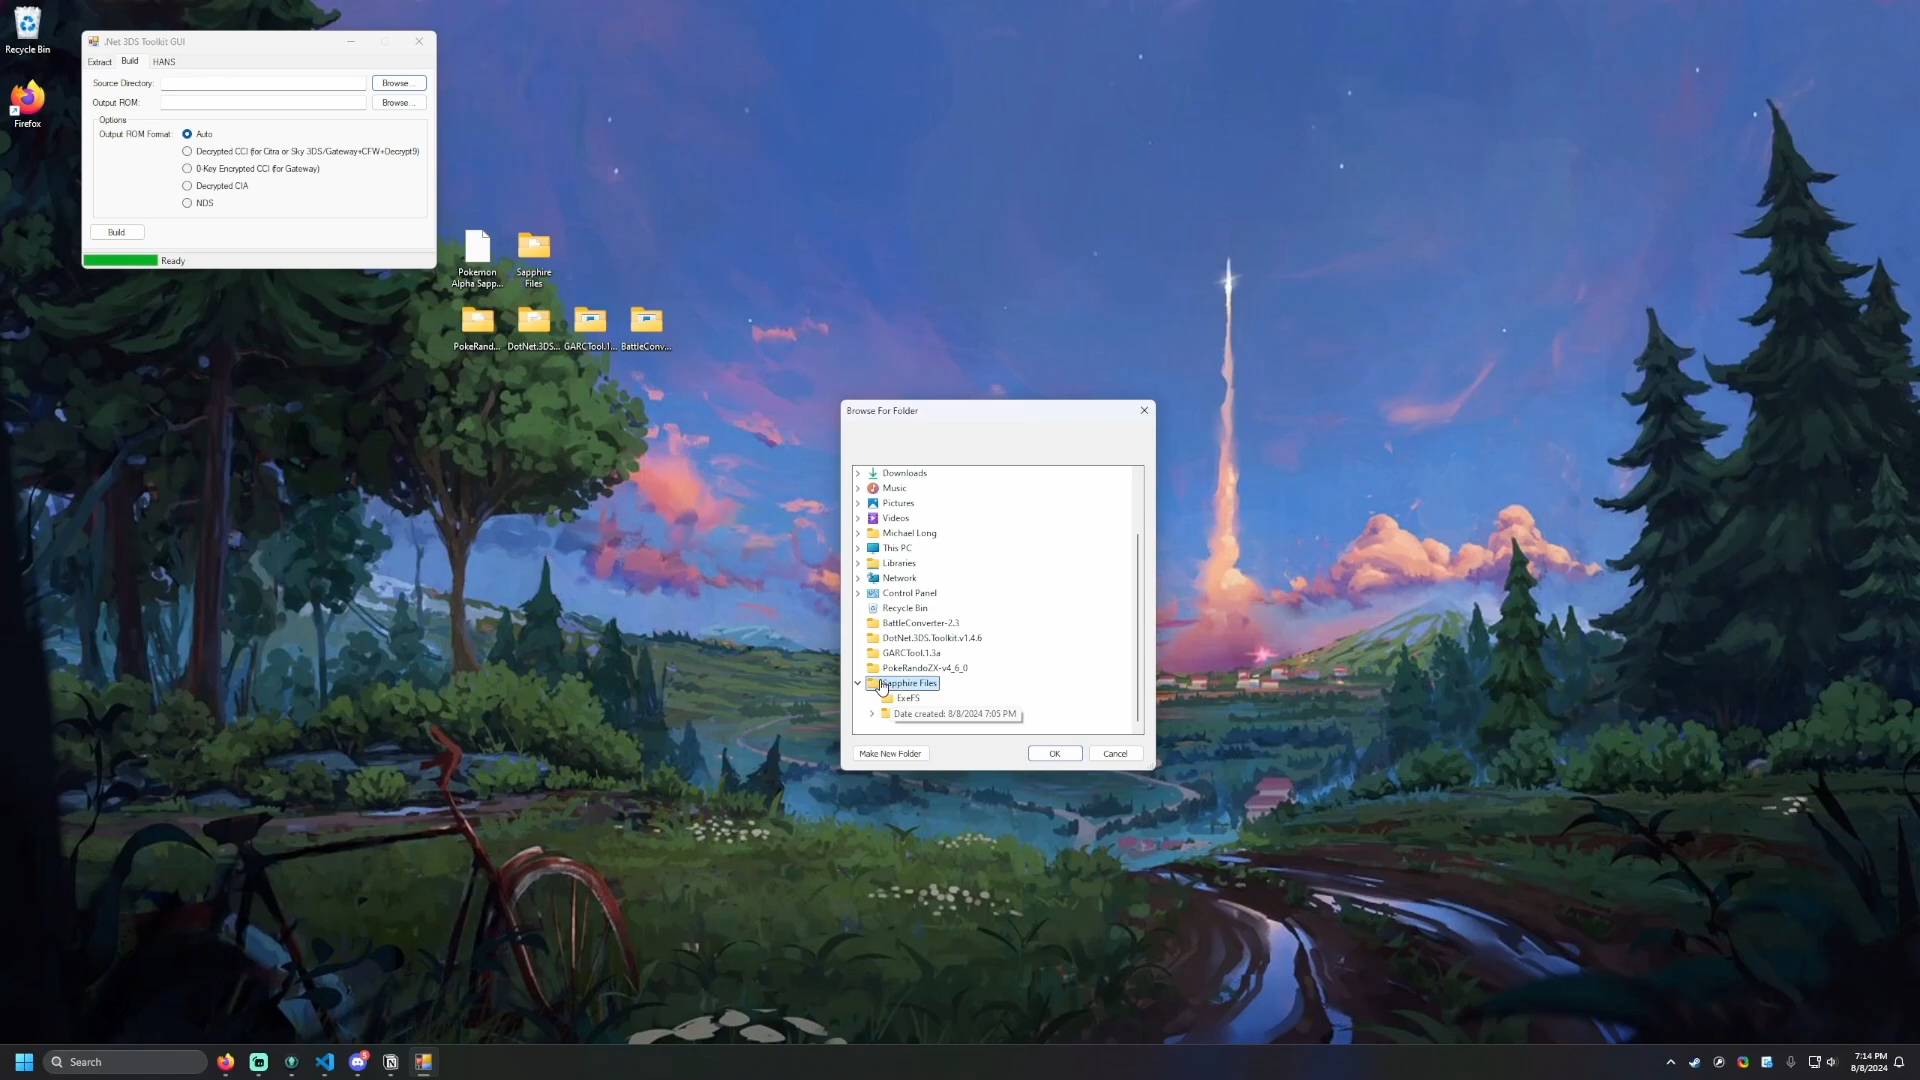 Recycle Bin
Firefox
.Net 3DS Toolkit GUI
Extract Build HANS
Source Directory: Browse...
Output ROM: Browse...
Options
Output ROM Format: Auto
Decrypted CCI (for Citra or Sky 3DS/Gateway+CFW+Decrypt9)
0-Key Encrypted CCI (for Gateway)
Decrypted CIA
NDS
Build
Ready
Pokemon Alpha Sapp...
Sapphire Files
PokeRand...
DotNet.3DS...
GARCTool.1...
BattleConv...
Browse For Folder
Downloads
Music
Pictures
Videos
Michael Long
This PC
Libraries
Network
Control Panel
Recycle Bin
BattleConverter-2.3
DotNet.3DS.Toolkit.v1.4.6
GARCTool.1.3a
PokeRandoZX-v4_6_0
Sapphire Files
ExeFS
Date created: 8/8/2024 7:05 PM
Make New Folder OK Cancel
Search
5
7:14 PM
8/8/2024